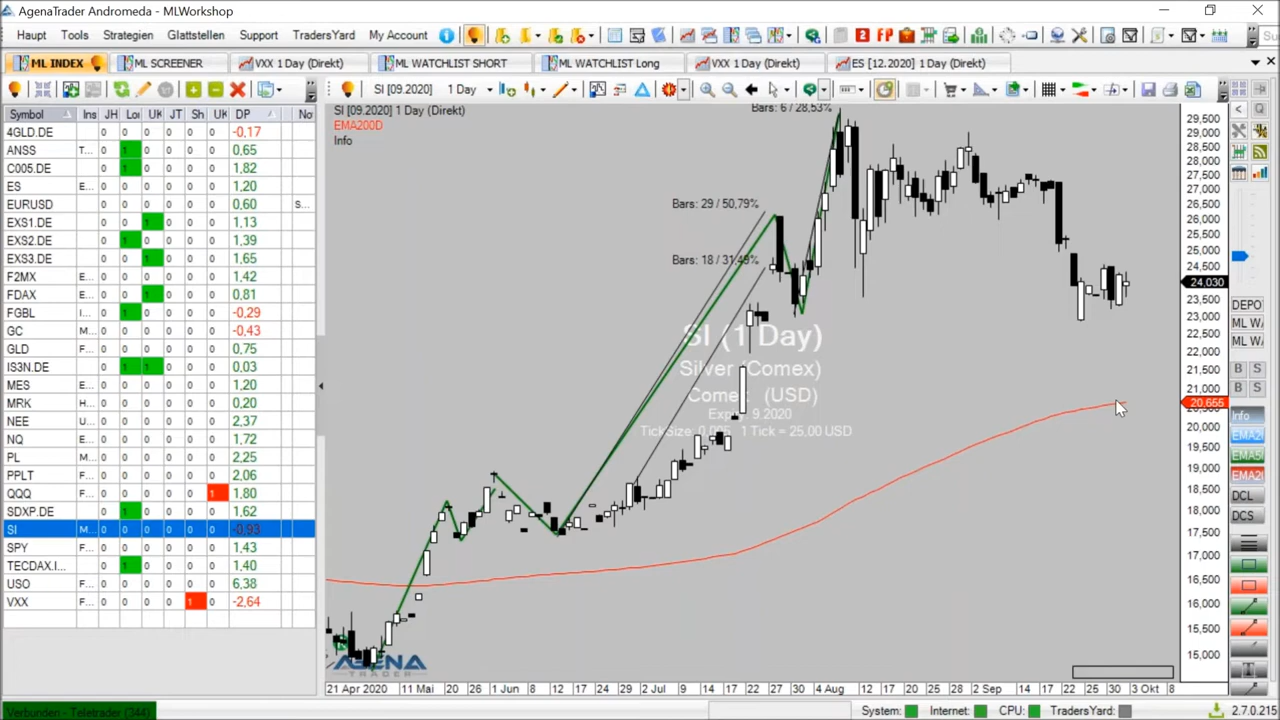 AgenaTrader Andromeda - MLWorkshop
Haupt Tools Strategien Glattstellen Support TradersYard My Account
ML INDEX ML SCREENER VXX 1 Day (Direkt) ML WATCHLIST SHORT ML WATCHLIST Long VXX 1 Day (Direkt) ES [12.2020] 1 Day (Direkt)
SI [09.2020] 1 Day
Symbol Ins JH Loi UK JT Sh UK DP No
4GLD.DE 0 0 0 0 0 0 -0,17
ANSS T... 0 1 0 0 0 0 0,65
C005.DE 0 1 0 0 0 0 1,82
ES E... 0 0 0 0 0 0 1,20
EURUSD 0 0 0 0 0 0 0,60 S...
EXS1.DE 0 0 1 0 0 0 1,13
EXS2.DE 0 1 0 0 0 0 1,39
EXS3.DE 0 0 1 0 0 0 1,65
F2MX E... 0 0 0 0 0 0 1,42
FDAX E... 0 0 1 0 0 0 0,81
FGBL I... 0 1 0 0 0 0 -0,29
GC M... 0 0 0 0 0 0 -0,43
GLD F... 0 0 0 0 0 0 0,75
IS3N.DE 0 1 1 0 0 0 0,03
MES E... 0 0 0 0 0 0 1,20
MRK H... 0 0 0 0 0 0 0,20
NEE U... 0 0 0 0 0 0 2,37
NQ E... 0 0 0 0 0 0 1,72
PL M... 0 0 0 0 0 0 2,25
PPLT F... 0 0 0 0 0 0 2,06
QQQ F... 0 0 0 0 0 1 1,80
SDXP.DE 0 1 0 0 0 0 1,62
SI M... 0 0 0 0 0 0 -0,93
SPY F... 0 0 0 0 0 0 1,43
TECDAX.I... 0 1 0 0 0 0 1,40
USO F... 0 0 0 0 0 0 6,38
VXX F... 0 0 0 0 1 0 -2,64
SI [09.2020] 1 Day (Direkt)
EMA200D
Info
Bars: 6 / 28,53%
Bars: 29 / 50,79%
Bars: 18 / 31,49%
SI (1 Day)
Silver (Comex)
Comex (USD)
Expiry 9.2020
TickSize: 0,005 1 Tick = 25,00 USD
AGENA
TRADER
29,500
29,000
28,500
28,000
27,500
27,000
26,500
26,000
25,500
25,000
24,500
24,030
23,500
23,000
22,500
22,000
21,500
21,000
20,655
20,000
19,500
19,000
18,500
18,000
17,500
17,000
16,500
16,000
15,500
15,000
DEPO
ML W
ML W
B S
B S
Info
EMA2
EMA5
EMA2
DCL
DCS
21 Apr 2020 11 Mai 20 26 1 Jun 8 17 24 29 2 Jul 9 14 17 22 27 30 4 Aug 12 17 20 25 28 2 Sep 9 14 17 22 25 30 3 Okt 8
Verbunden - Teletrader (344) System: Internet: CPU: TradersYard: 2.7.0.215